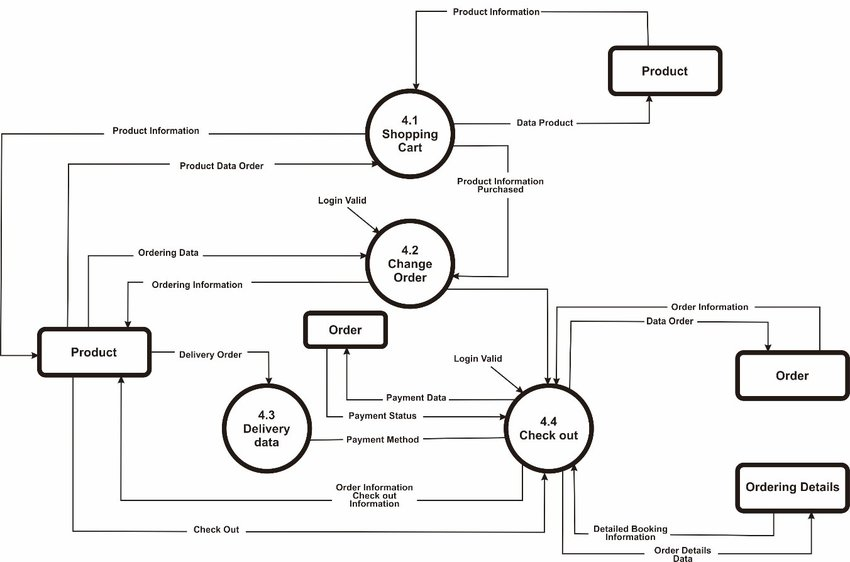 Product Information
Product
4.1
Shopping
Cart
Data Product
Product Information
Product Data Order
Product Information
Purchased
Login Valid
4.2
Change
Order
Ordering Data
Ordering Information
Order Information
Data Order
Order
Product
Delivery Order
Login Valid
Order
Payment Data
Payment Status
4.3
Delivery
data
4.4
Check out
Payment Method
Order Information
Check out
Information
Ordering Details
Check Out
Detailed Booking
Information
Order Details
Data